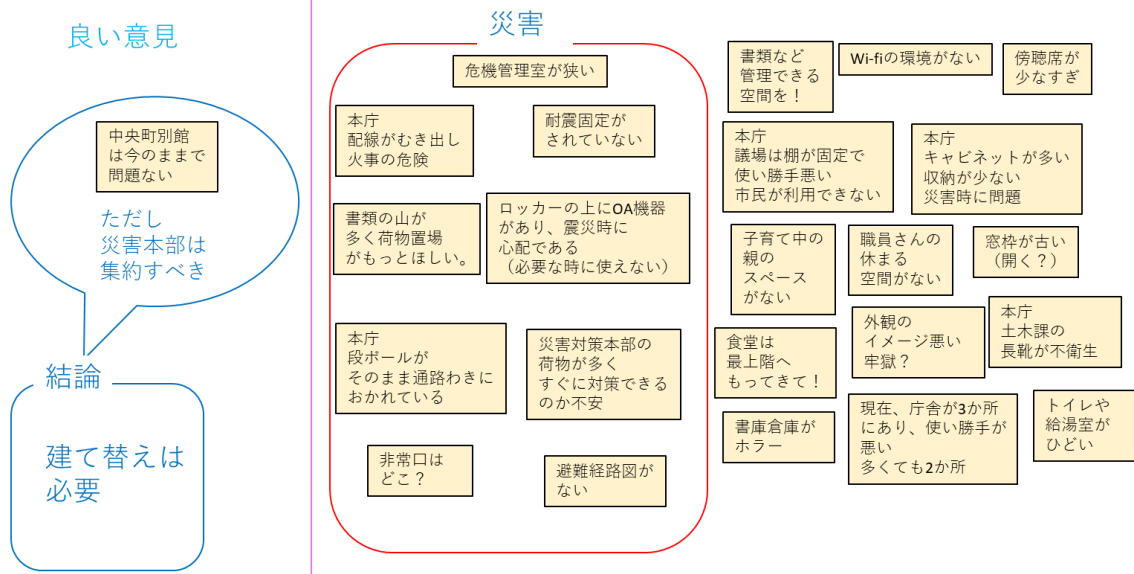 良い意見
中央町別館
は今のままで
問題ない
ただし
災害本部は
集約すべき
結論
建て替えは
必要
災害
危機管理室が狭い
本庁
配線がむき出し
火事の危険
耐震固定が
されていない
書類の山が
多く荷物置場
がもっとほしい。
ロッカーの上にOA機器
があり、震災時に
心配である
（必要な時に使えない）
本庁
段ボールが
そのまま通路わきに
おかれている
災害対策本部の
荷物が多く
すぐに対策できる
のか不安
非常口は
どこ？
避難経路図が
ない
書類など
管理できる
空間を！
Wi-fiの環境がない
傍聴席が
少なすぎ
本庁
議場は棚が固定で
使い勝手悪い
市民が利用できない
本庁
キャビネットが多い
収納が少ない
災害時に問題
子育て中の
親の
スペース
がない
職員さんの
休まる
空間がない
窓枠が古い
（開く？）
食堂は
最上階へ
もってきて！
外観の
イメージ悪い
牢獄？
本庁
土木課の
長靴が不衛生
書庫倉庫が
ホラー
現在、庁舎が3か所
にあり、使い勝手が
悪い
多くても2か所
トイレや
給湯室が
ひどい